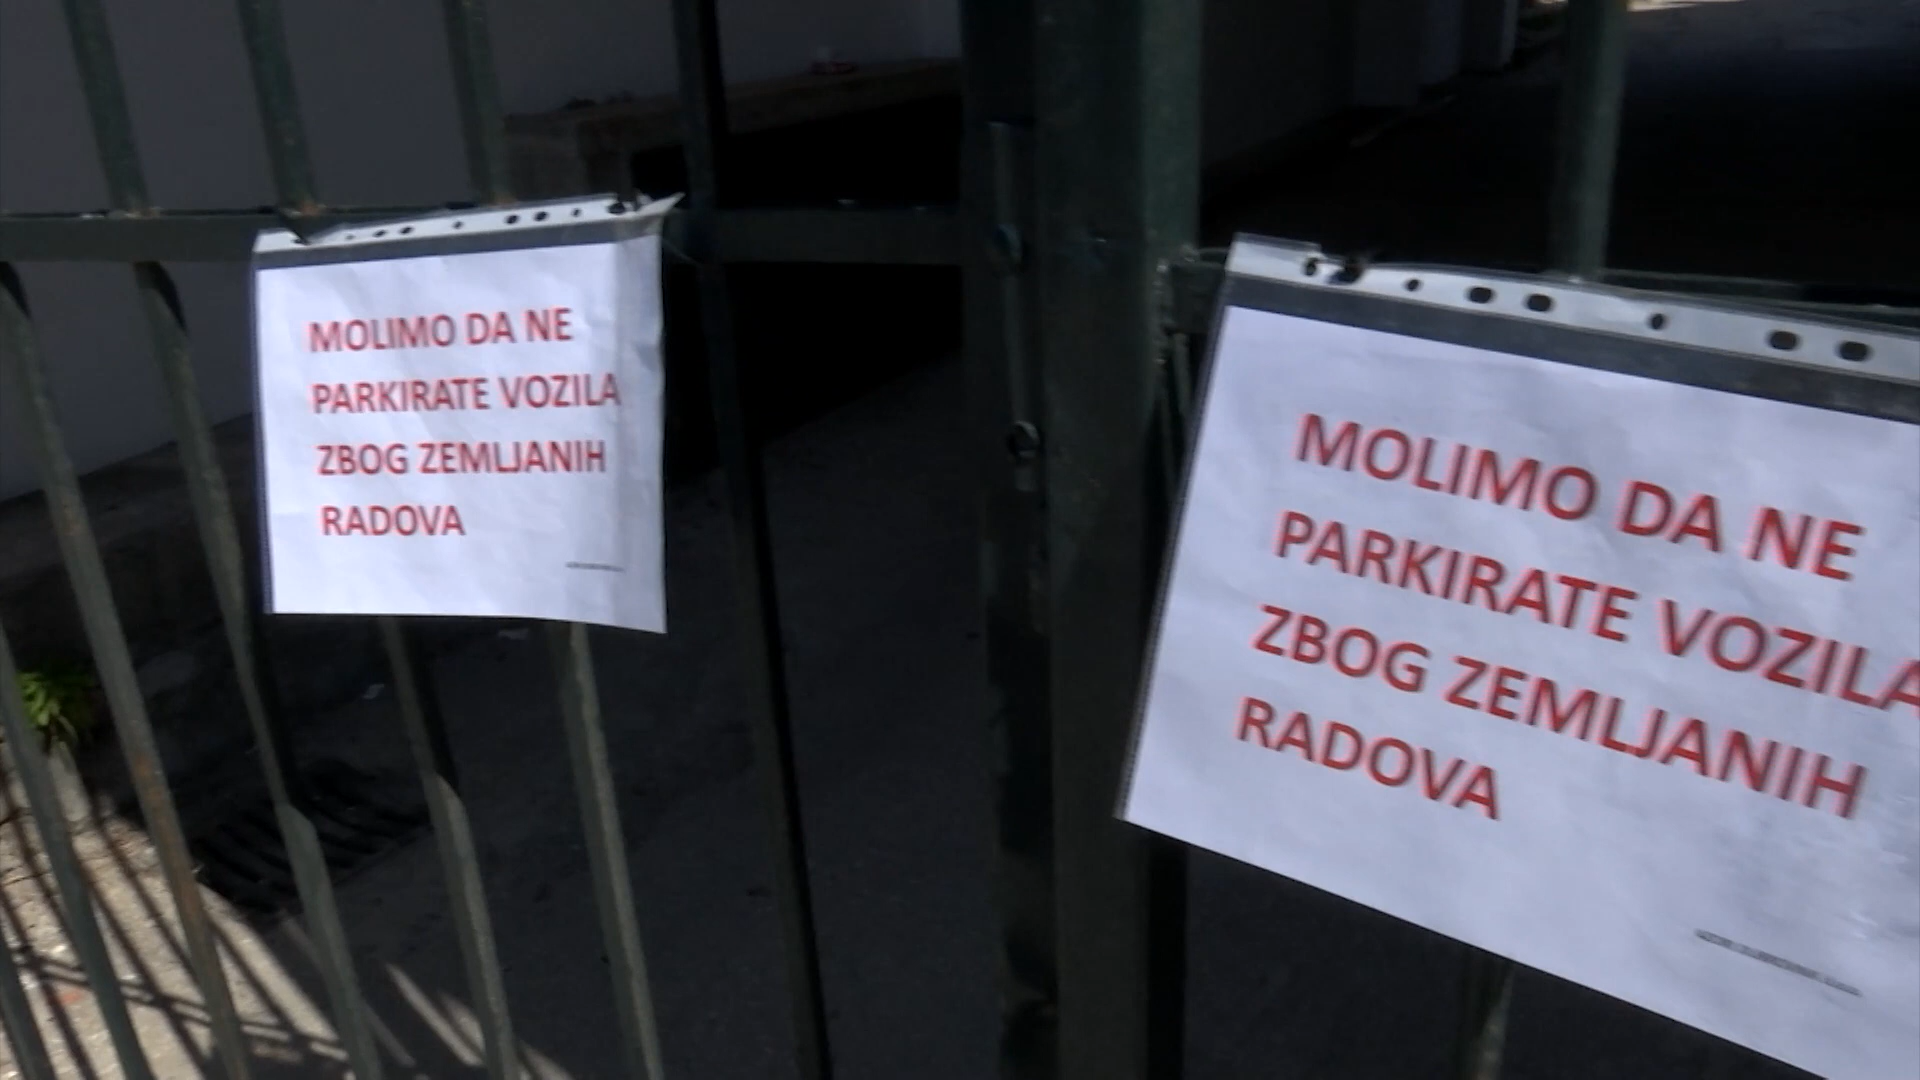 MOLIMO DA NE
PARKIRATE VOZILA
ZBOG ZEMLJANIH
RADOVA
MOLIMO DA NE
PARKIRATE VOZILA
ZBOG ZEMLJANIH
RADOVA